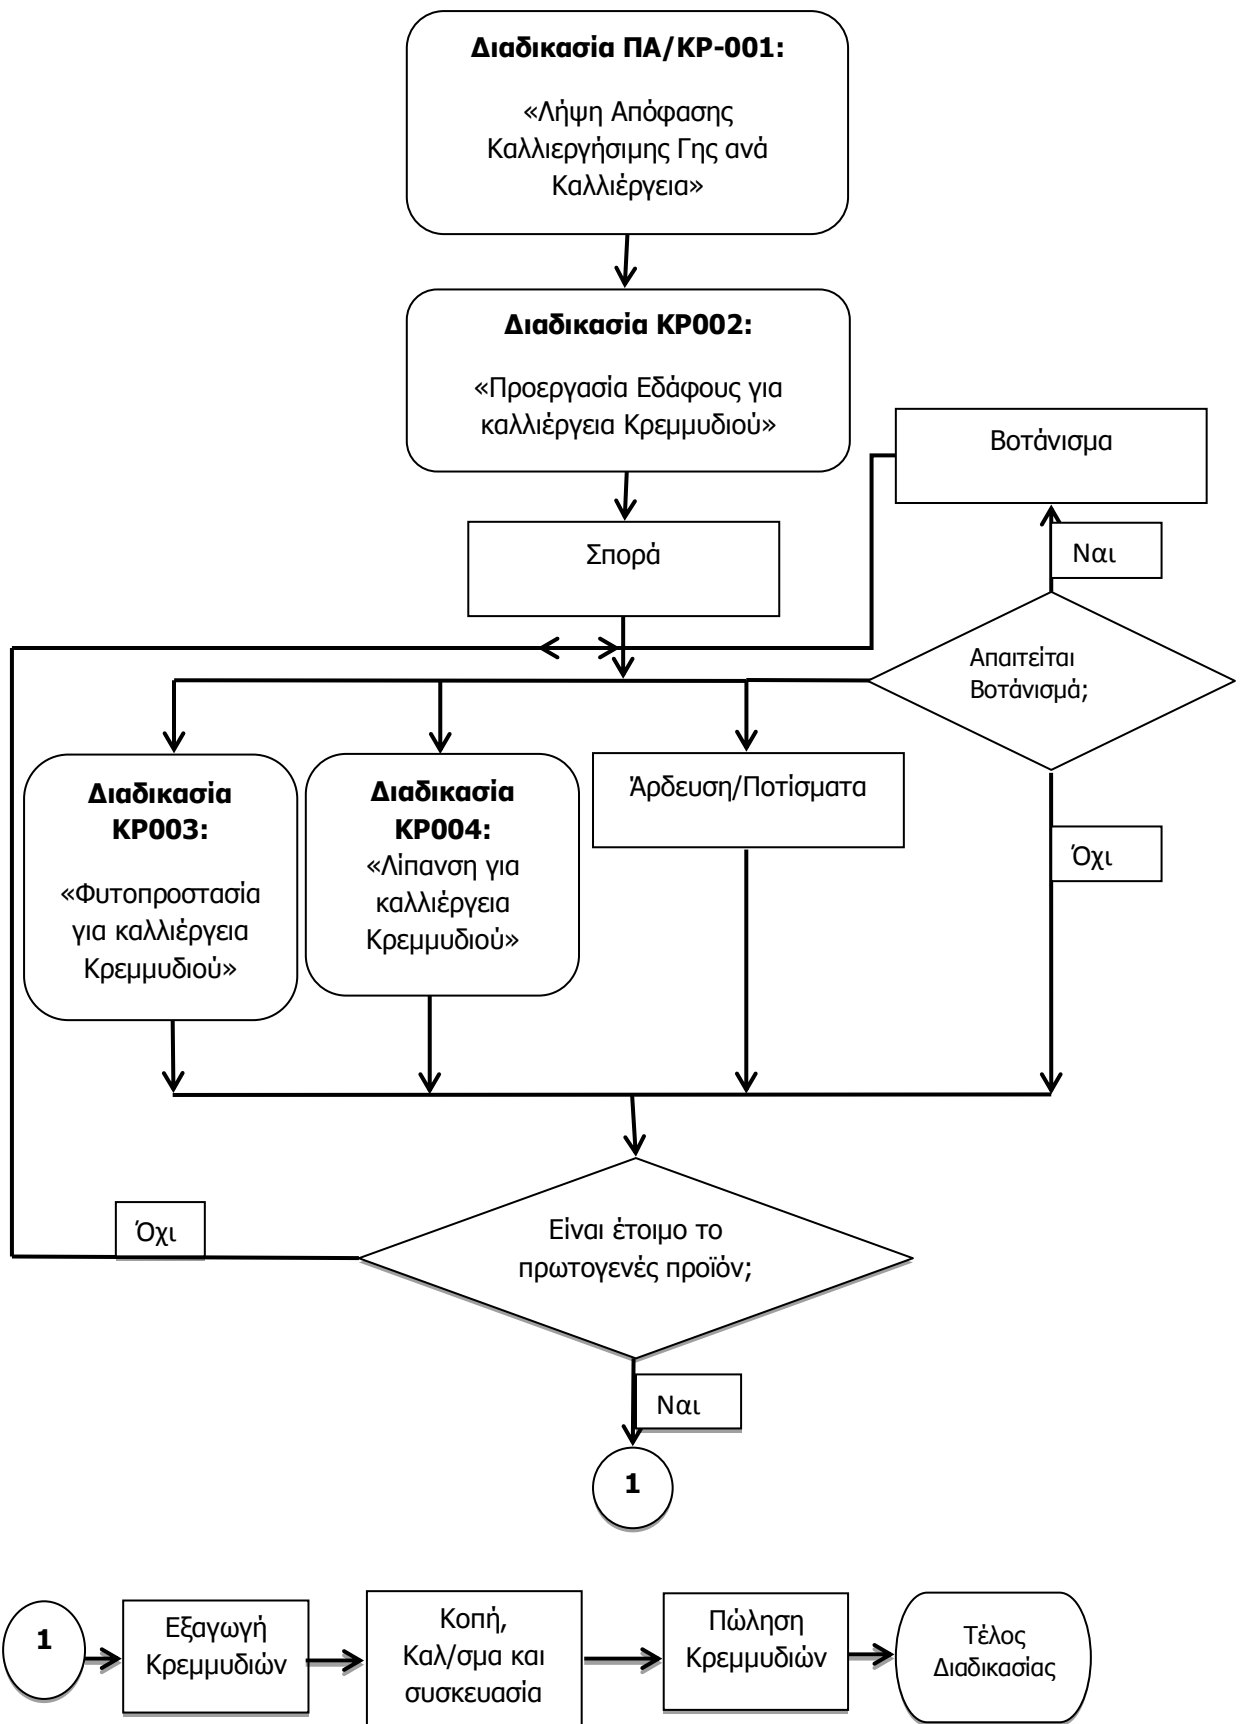 Διαδικασία ΠΑ/ΚΡ-001:
«Λήψη Απόφασης
Καλλιεργήσιμης Γης ανά
Καλλιέργεια»
Διαδικασία ΚΡ002:
«Προεργασία Εδάφους για
καλλιέργεια Κρεμμυδιού»
Βοτάνισμα
Σπορά
Ναι
Απαιτείται
Βοτάνισμά;
Διαδικασία
ΚΡ003:
«Φυτοπροστασία
για καλλιέργεια
Κρεμμυδιού»
Διαδικασία
ΚΡ004:
«Λίπανση για
καλλιέργεια
Κρεμμυδιού»
Άρδευση/Ποτίσματα
Όχι
Όχι
Είναι έτοιμο το
πρωτογενές προϊόν;
Ναι
1
1
Εξαγωγή
Κρεμμυδιών
Κοπή,
Καλ/σμα και
συσκευασία
Πώληση
Κρεμμυδιών
Τέλος
Διαδικασίας